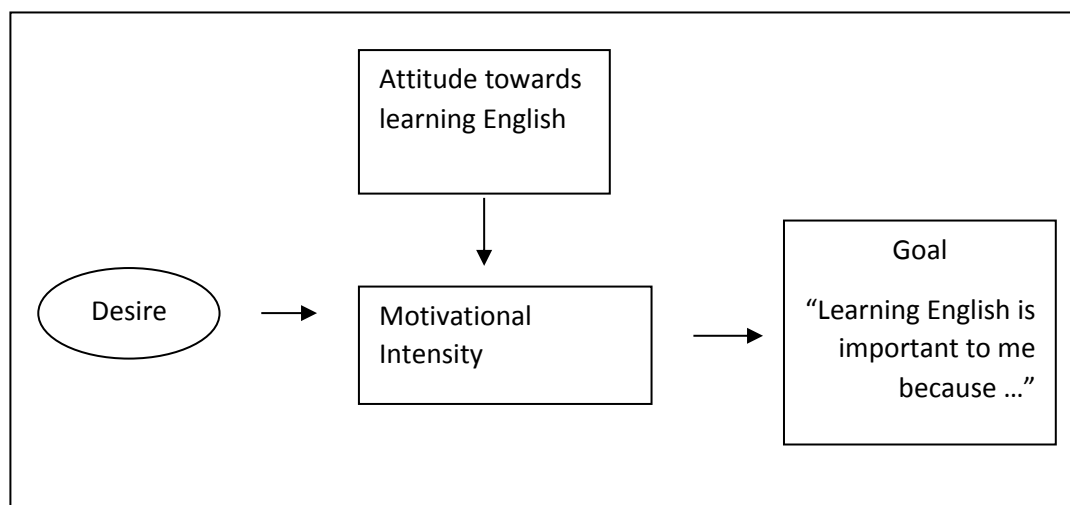 Attitude towards
learning English
Desire
Motivational
Intensity
Goal
“Learning English is
important to me
because …”